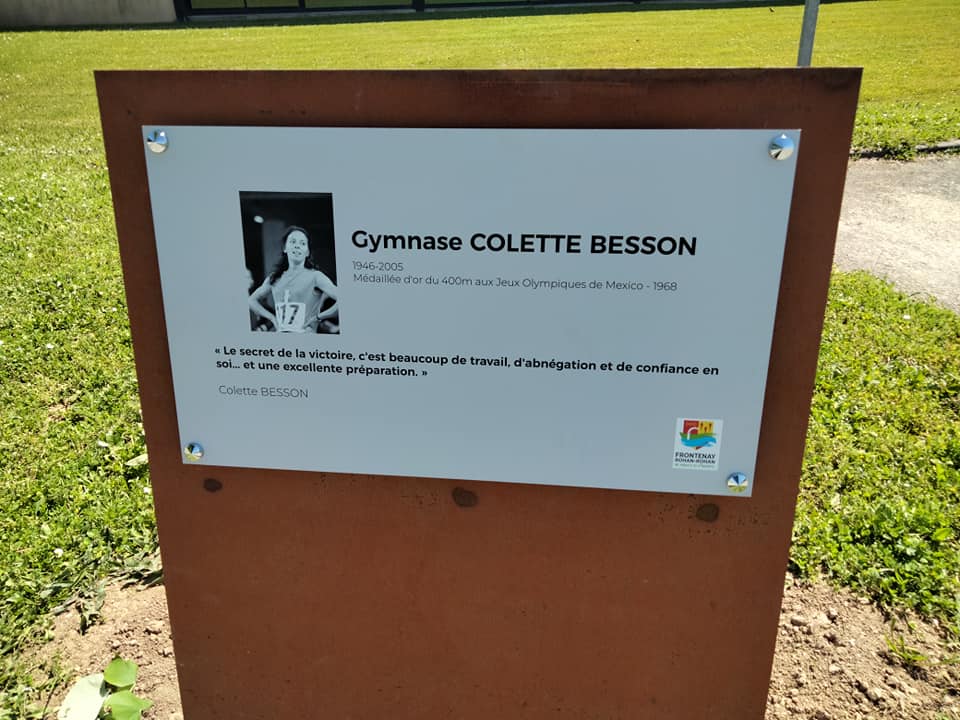 Gymnase COLETTE BESSON
1946-2005
Médaillée d'or du 400m aux Jeux Olympiques de Mexico - 1968
17
« Le secret de la victoire, c'est beaucoup de travail, d'abnégation et de confiance en
soi... et une excellente préparation. »
Colette BESSON
FRONTENAY
ROHAN-ROHAN